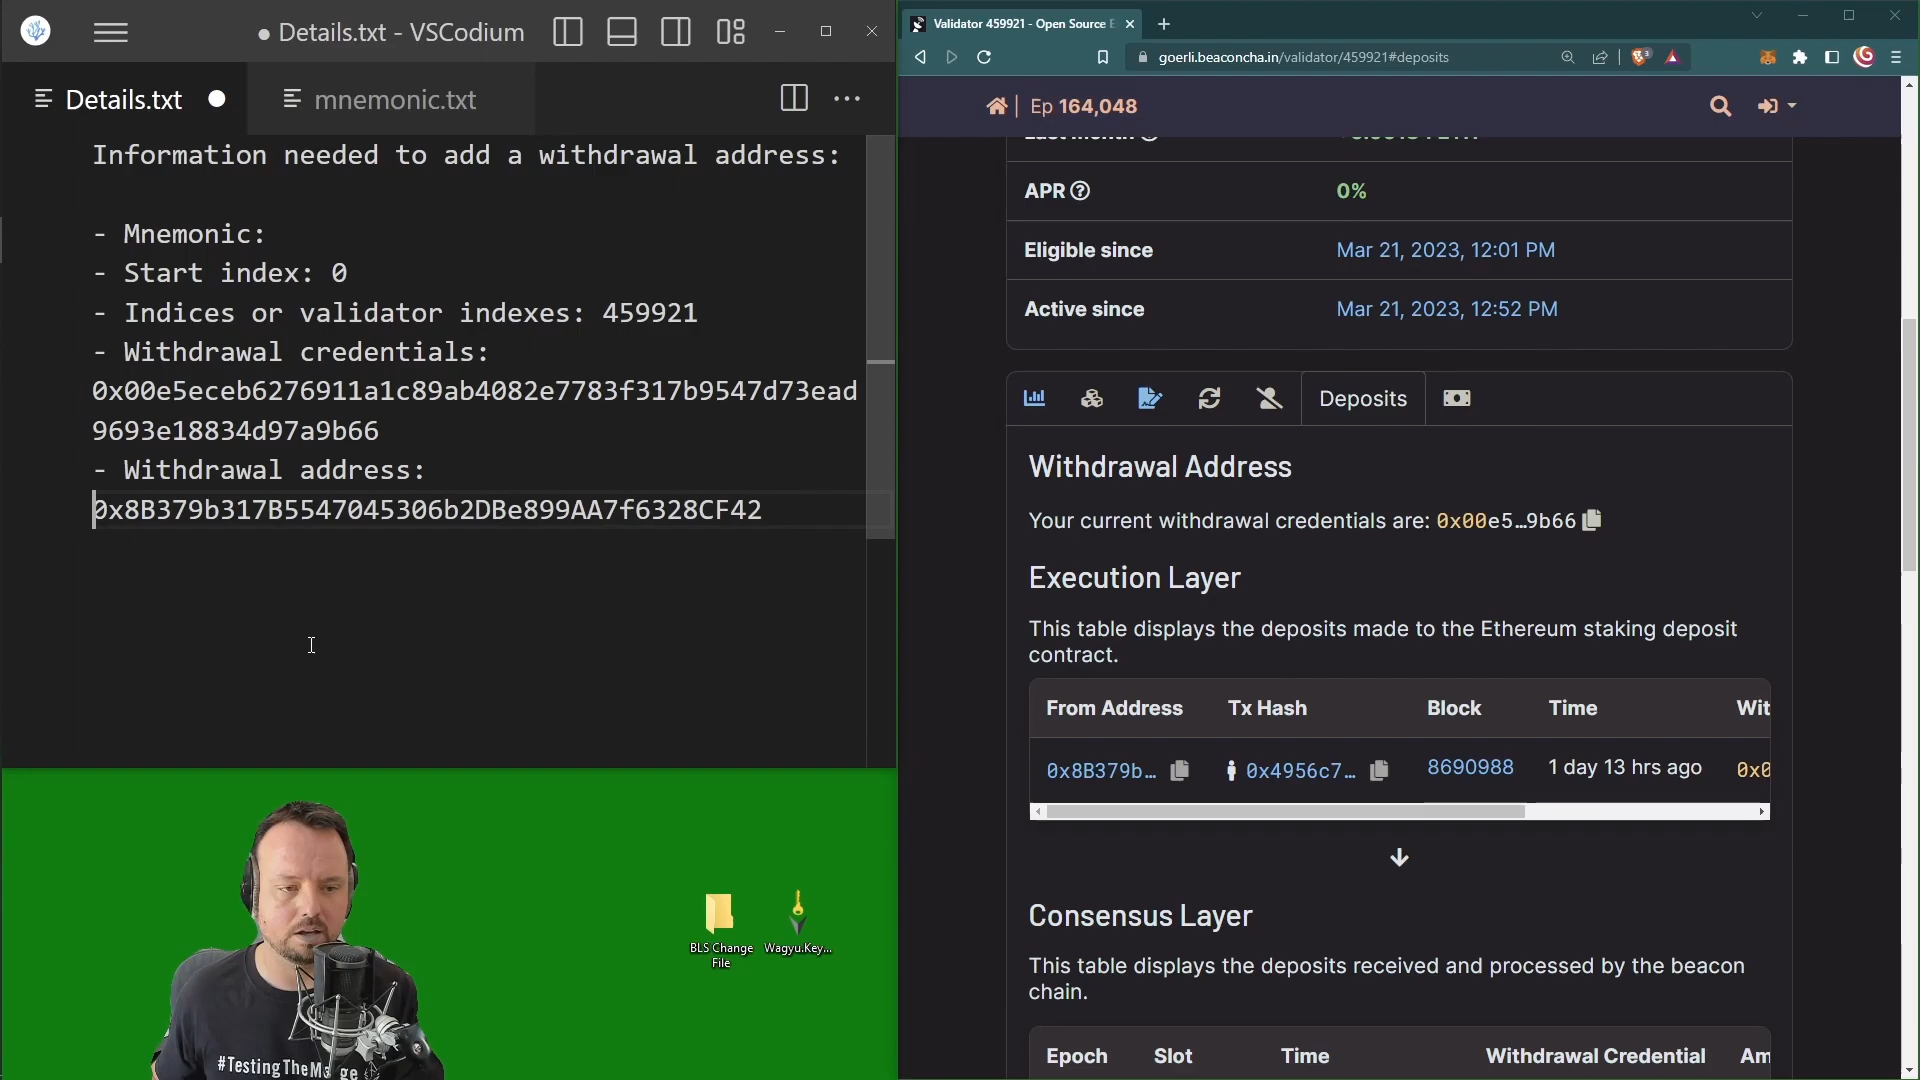 Details.txt - VSCodium
Details.txt
mnemonic.txt
Information needed to add a withdrawal address:
- Mnemonic:
- Start index: 0
- Indices or validator indexes: 459921
- Withdrawal credentials:
0x00e5eceb6276911a1c89ab4082e7783f317b9547d73ead
9693e18834d97a9b66
- Withdrawal address:
0x8B379b317B5547045306b2DBe899AA7f6328CF42
BLS Change
File
Wagyu.Key...
#TestingTheMerge
Validator 459921 - Open Source E
goerli.beaconcha.in/validator/459921#deposits
3
Ep 164,048
APR
0%
Eligible since
Mar 21, 2023, 12:01 PM
Active since
Mar 21, 2023, 12:52 PM
Deposits
Withdrawal Address
Your current withdrawal credentials are: 0x00e5…9b66
Execution Layer
This table displays the deposits made to the Ethereum staking deposit
contract.
From Address Tx Hash Block Time Wit
0x8B379b… 0x4956c7… 8690988 1 day 13 hrs ago 0x0
Consensus Layer
This table displays the deposits received and processed by the beacon
chain.
Epoch Slot Time Withdrawal Credential Am